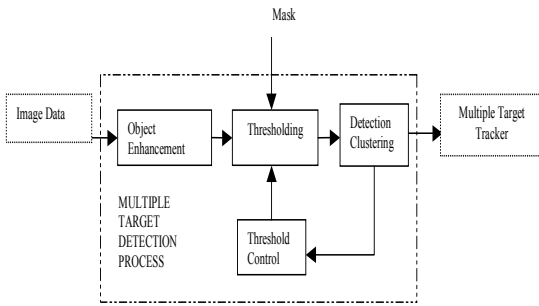 Mask
Image Data
Object
Enhancement
Thresholding
Detection
Clustering
Multiple Target
Tracker
MULTIPLE
TARGET
DETECTION
PROCESS
Threshold
Control